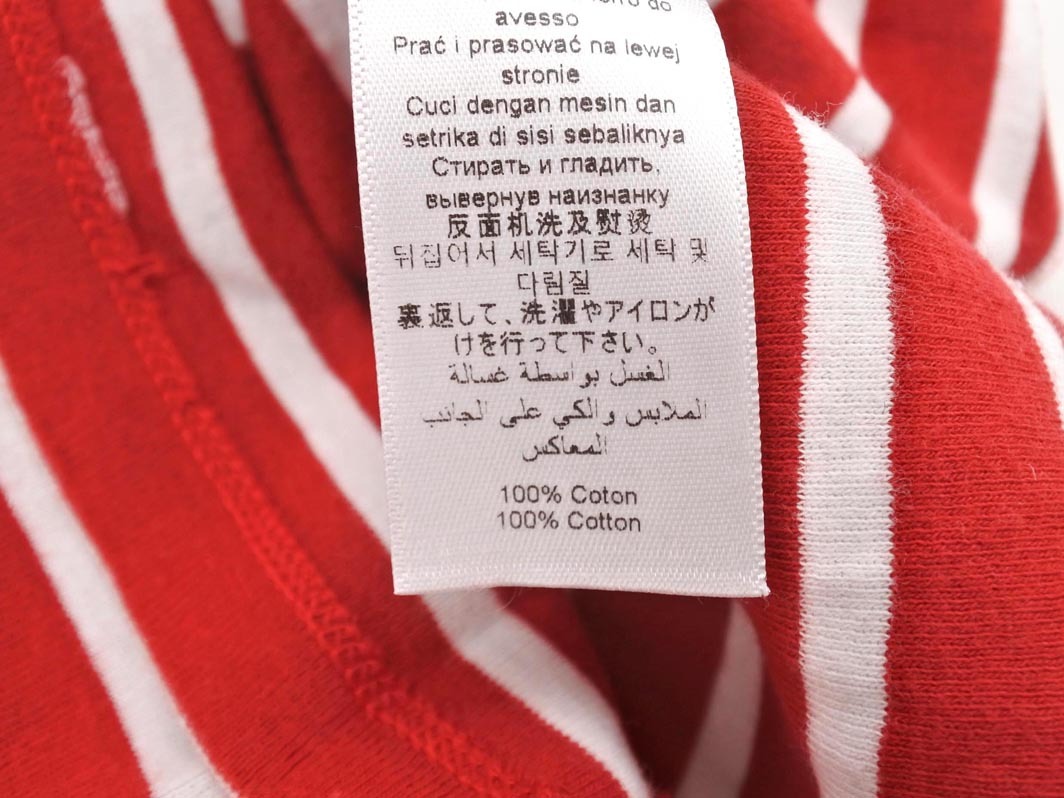 do
avesso
Prać i prasować na lewej
stronie
Cuci dengan mesin dan
setrika di sisi sebaliknya
Стирать и гладить,
вывернув наизнанку
反面机洗及熨烫
뒤집어서 세탁기로 세탁 및
다림질
裏返して、洗濯やアイロンが
けを行って下さい。
الغسل بواسطة غسالة
الملابس والكي على الجانب
المعاكس
100% Coton
100% Cotton